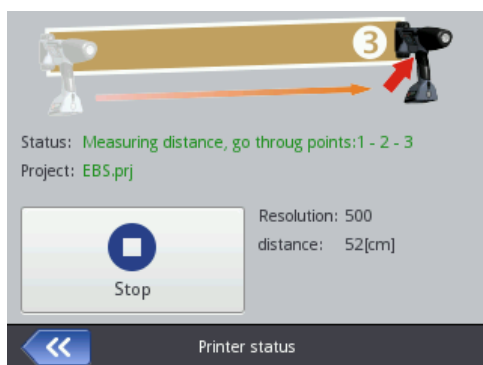 3
Status: Measuring distance, go throug points:1 - 2 - 3
Project: EBS.prj
Resolution: 500
distance: 52[cm]
Stop
Printer status